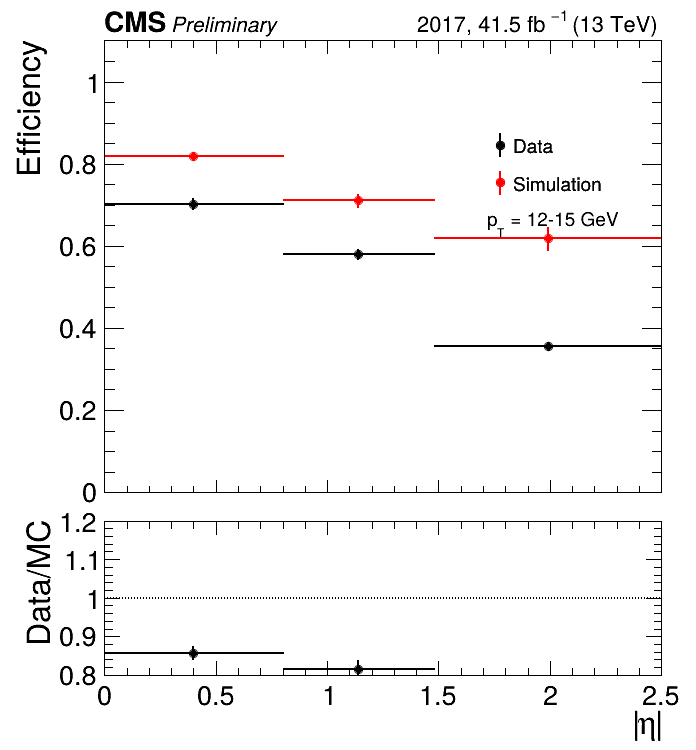 CMS Preliminary 2017, 41.5 fb⁻¹ (13 TeV)
Efficiency
1
0.8
0.6
0.4
0.2
0
Data
Simulation
p_T = 12-15 GeV
Data/MC
1.2
1.1
1
0.9
0.8
0 0.5 1 1.5 2 2.5
|η|